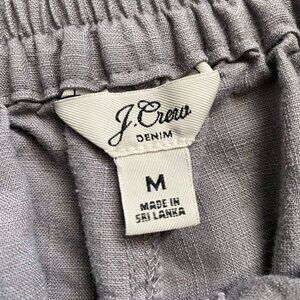 J.Crew
DENIM
M
MADE IN
SRI LANKA